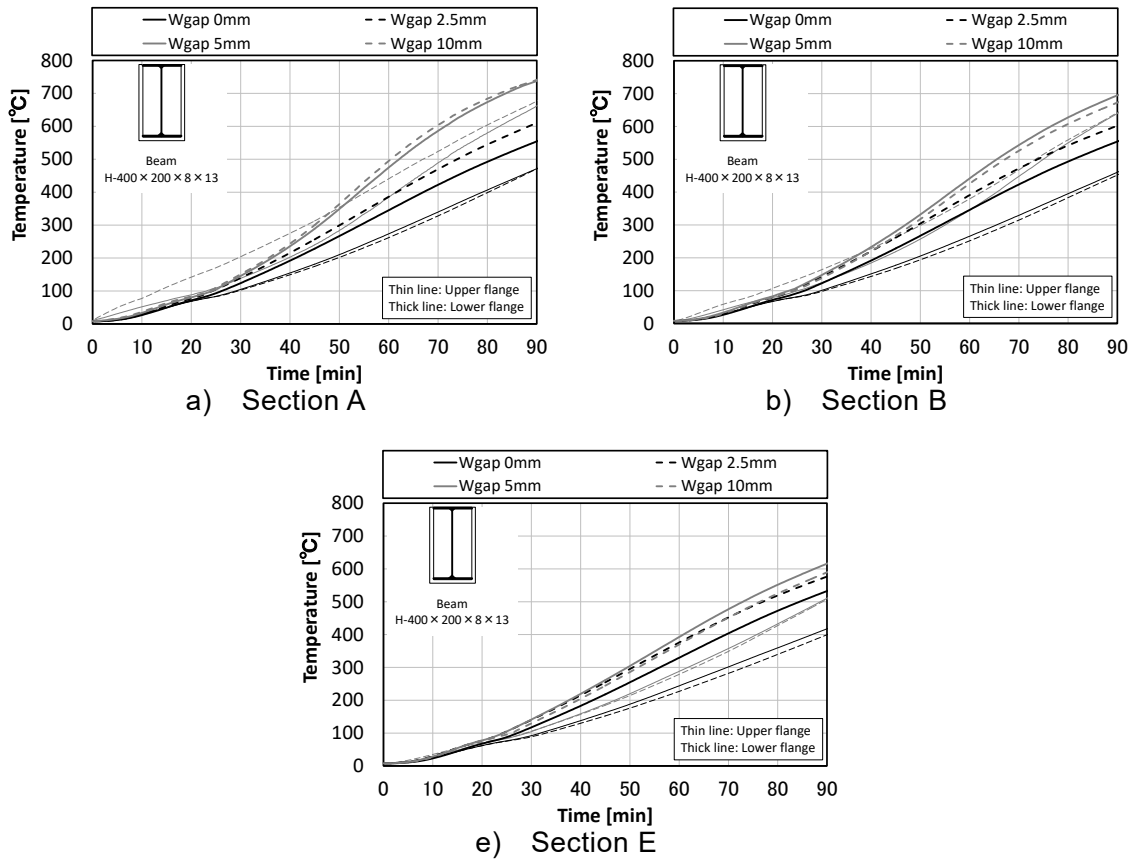 Wgap 0mm Wgap 2.5mm
Wgap 5mm Wgap 10mm
800
700
600
500
400
300
200
100
0
Temperature [℃]
Beam
H-400×200×8×13
Thin line: Upper flange
Thick line: Lower flange
0 10 20 30 40 50 60 70 80 90
Time [min]
a) Section A
Wgap 0mm Wgap 2.5mm
Wgap 5mm Wgap 10mm
800
700
600
500
400
300
200
100
0
Temperature [℃]
Beam
H-400×200×8×13
Thin line: Upper flange
Thick line: Lower flange
0 10 20 30 40 50 60 70 80 90
Time [min]
b) Section B
Wgap 0mm Wgap 2.5mm
Wgap 5mm Wgap 10mm
800
700
600
500
400
300
200
100
0
Temperature [℃]
Beam
H-400×200×8×13
Thin line: Upper flange
Thick line: Lower flange
0 10 20 30 40 50 60 70 80 90
Time [min]
e) Section E